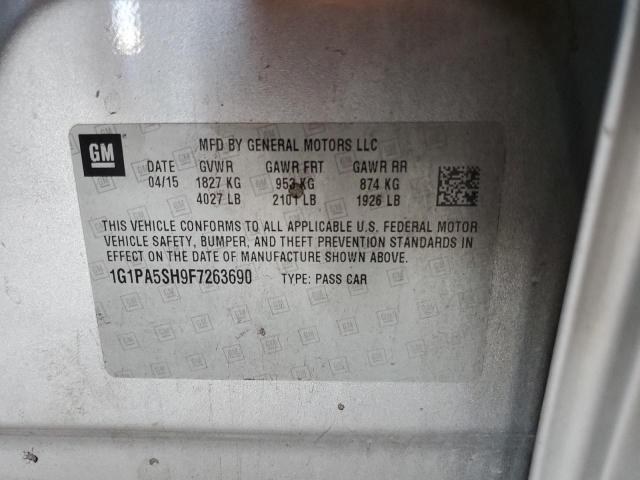 GM
MFD BY GENERAL MOTORS LLC
DATE GVWR GAWR FRT GAWR RR
04/15 1827 KG 953 KG 874 KG
4027 LB 2101 LB 1926 LB
THIS VEHICLE CONFORMS TO ALL APPLICABLE U.S. FEDERAL MOTOR
VEHICLE SAFETY, BUMPER, AND THEFT PREVENTION STANDARDS IN
EFFECT ON THE DATE OF MANUFACTURE SHOWN ABOVE.
1G1PA5SH9F7263690 TYPE: PASS CAR